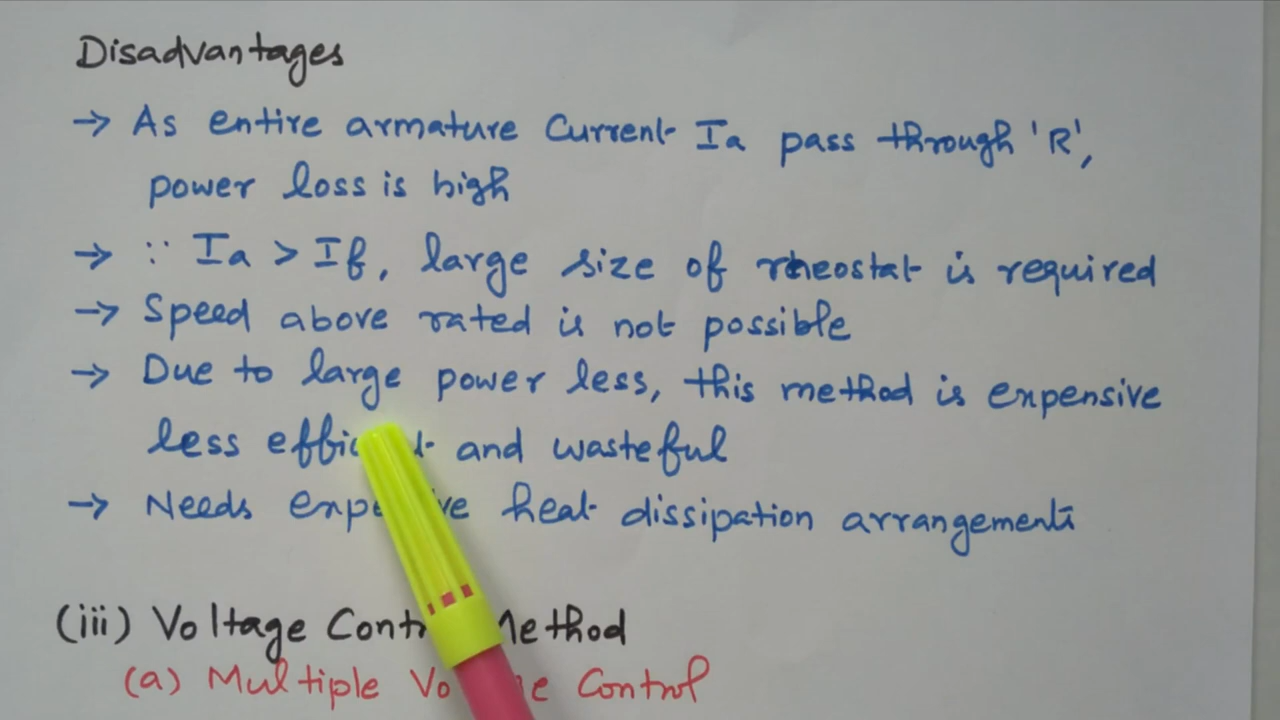 Disadvantages
→ As entire armature Current Ia pass through 'R',
power loss is high
→ ∵ Ia > If, large size of rheostat is required
→ Speed above rated is not possible
→ Due to large power less, this method is expensive
less and wasteful
→ Needs heat dissipation arrangements
(iii) Voltage Method
(a) Multiple Control